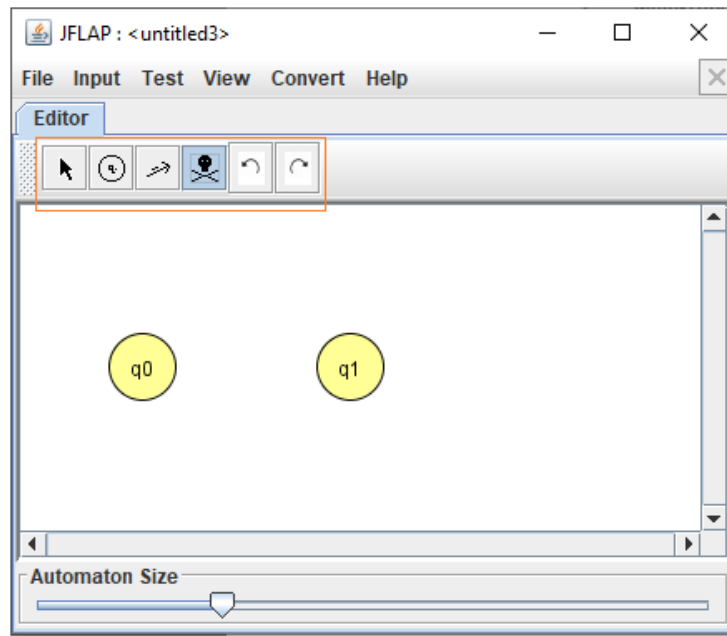 JFLAP : <untitled3>
File Input Test View Convert Help
Editor
q
q0 q1
Automaton Size